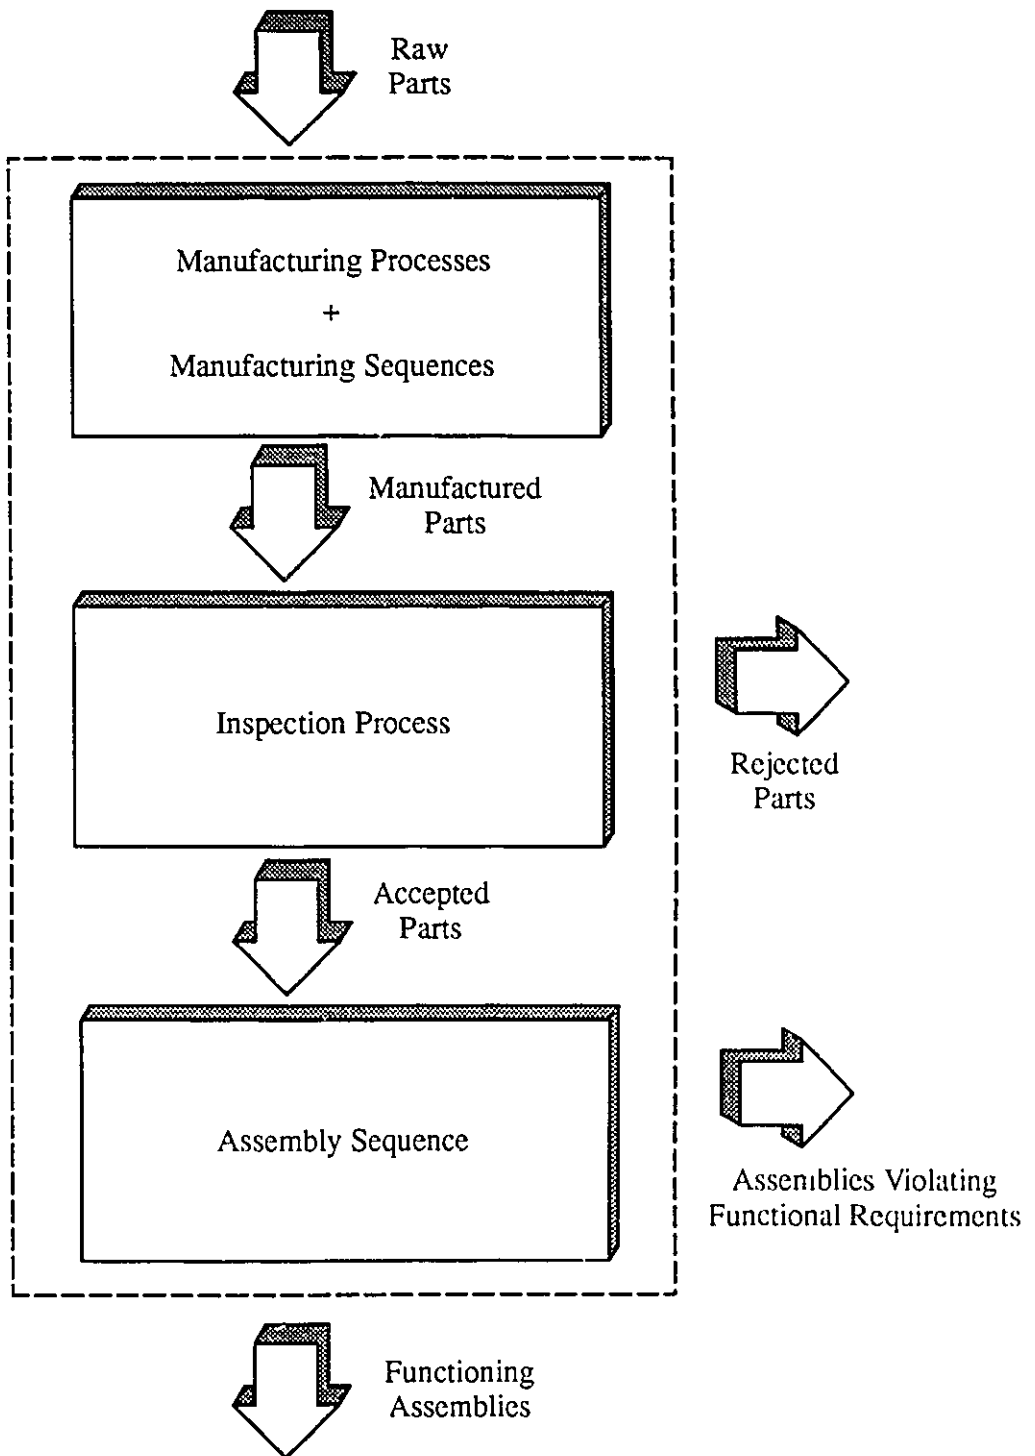 Raw
Parts
Manufacturing Processes
+
Manufacturing Sequences
Manufactured
Parts
Inspection Process
Rejected
Parts
Accepted
Parts
Assembly Sequence
Assemblies Violating
Functional Requirements
Functioning
Assemblies